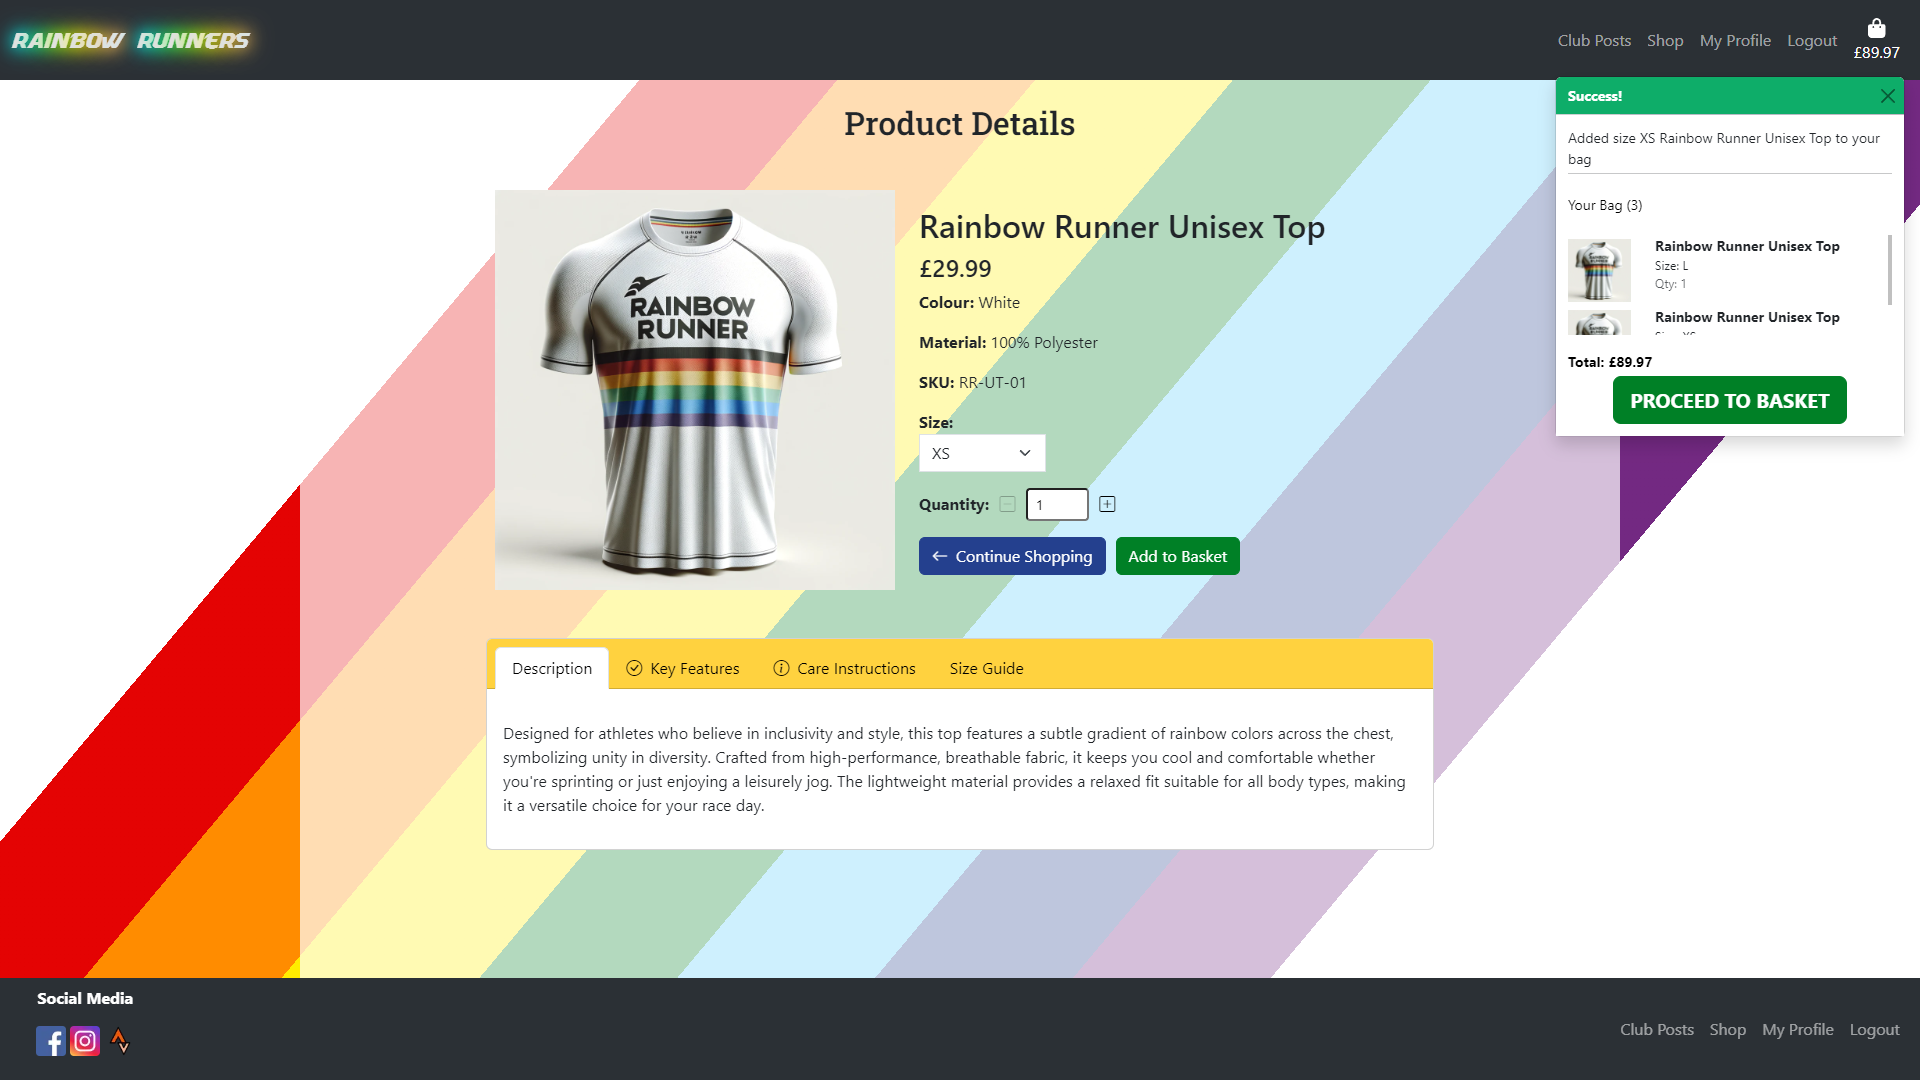 RAINBOW RUNNERS
Club Posts
Shop
My Profile
Logout
£89.97
Success!
Added size XS Rainbow Runner Unisex Top to your
bag
Your Bag (3)
Rainbow Runner Unisex Top
Size: L
Qty: 1
Rainbow Runner Unisex Top
Size: XS
Total: £89.97
PROCEED TO BASKET
Product Details
RAINBOW
RUNNER
Rainbow Runner Unisex Top
£29.99
Colour: White
Material: 100% Polyester
SKU: RR-UT-01
Size:
XS
Quantity:
1
Continue Shopping
Add to Basket
Description
Key Features
Care Instructions
Size Guide
Designed for athletes who believe in inclusivity and style, this top features a subtle gradient of rainbow colors across the chest,
symbolizing unity in diversity. Crafted from high-performance, breathable fabric, it keeps you cool and comfortable whether
you're sprinting or just enjoying a leisurely jog. The lightweight material provides a relaxed fit suitable for all body types, making
it a versatile choice for your race day.
Social Media
Club Posts
Shop
My Profile
Logout